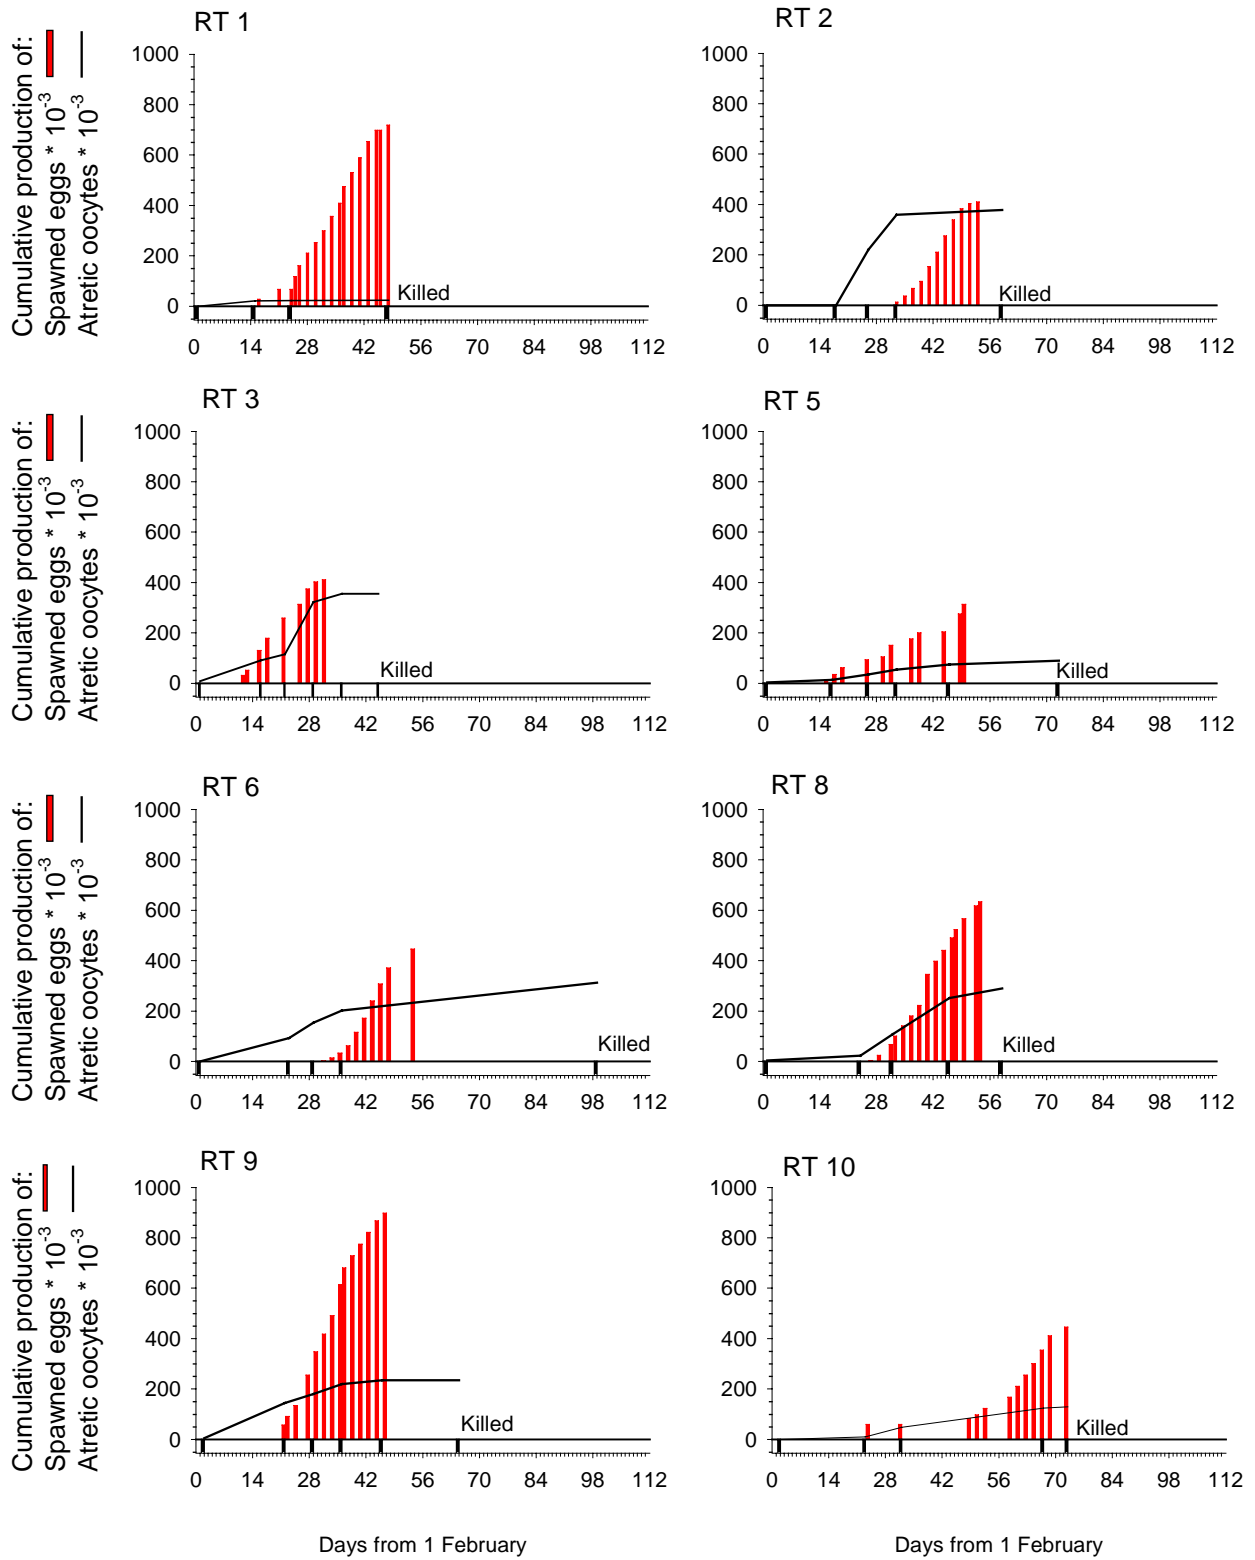 RT 1
RT 2
Cumulative production of:
Spawned eggs * 10-3
Atretic oocytes * 10-3
1000
800
600
400
200
0
Killed
0 14 28 42 56 70 84 98 112
1000
800
600
400
200
0
Killed
0 14 28 42 56 70 84 98 112
RT 3
RT 5
Cumulative production of:
Spawned eggs * 10-3
Atretic oocytes * 10-3
1000
800
600
400
200
0
Killed
0 14 28 42 56 70 84 98 112
1000
800
600
400
200
0
Killed
0 14 28 42 56 70 84 98 112
RT 6
RT 8
Cumulative production of:
Spawned eggs * 10-3
Atretic oocytes * 10-3
1000
800
600
400
200
0
Killed
0 14 28 42 56 70 84 98 112
1000
800
600
400
200
0
Killed
0 14 28 42 56 70 84 98 112
RT 9
RT 10
Cumulative production of:
Spawned eggs * 10-3
Atretic oocytes * 10-3
1000
800
600
400
200
0
Killed
0 14 28 42 56 70 84 98 112
1000
800
600
400
200
0
Killed
0 14 28 42 56 70 84 98 112
Days from 1 February
Days from 1 February